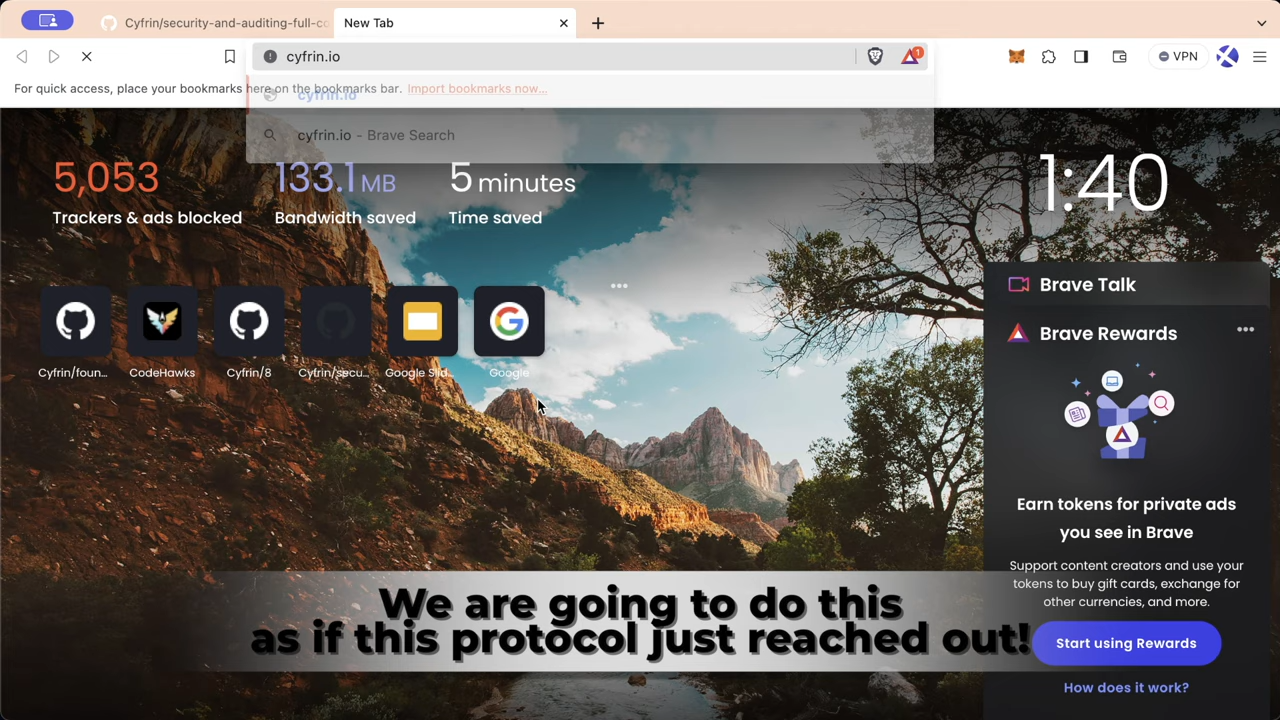 Cyfrin/security-and-auditing-full-co
New Tab
cyfrin.io
1
VPN
For quick access, place your bookmarks here on the bookmarks bar. Import bookmarks now...
cyfrin.io
cyfrin.io - Brave Search
5,053
Trackers & ads blocked
133.1 MB
Bandwidth saved
5 minutes
Time saved
1:40
Cyfrin/foun...
CodeHawks
Cyfrin/8
Cyfrin/secu...
Google Slid...
Google
Brave Talk
Brave Rewards
Earn tokens for private ads
you see in Brave
Support content creators and use your
tokens to buy gift cards, exchange for
other currencies, and more.
Start using Rewards
How does it work?
We are going to do this
as if this protocol just reached out!